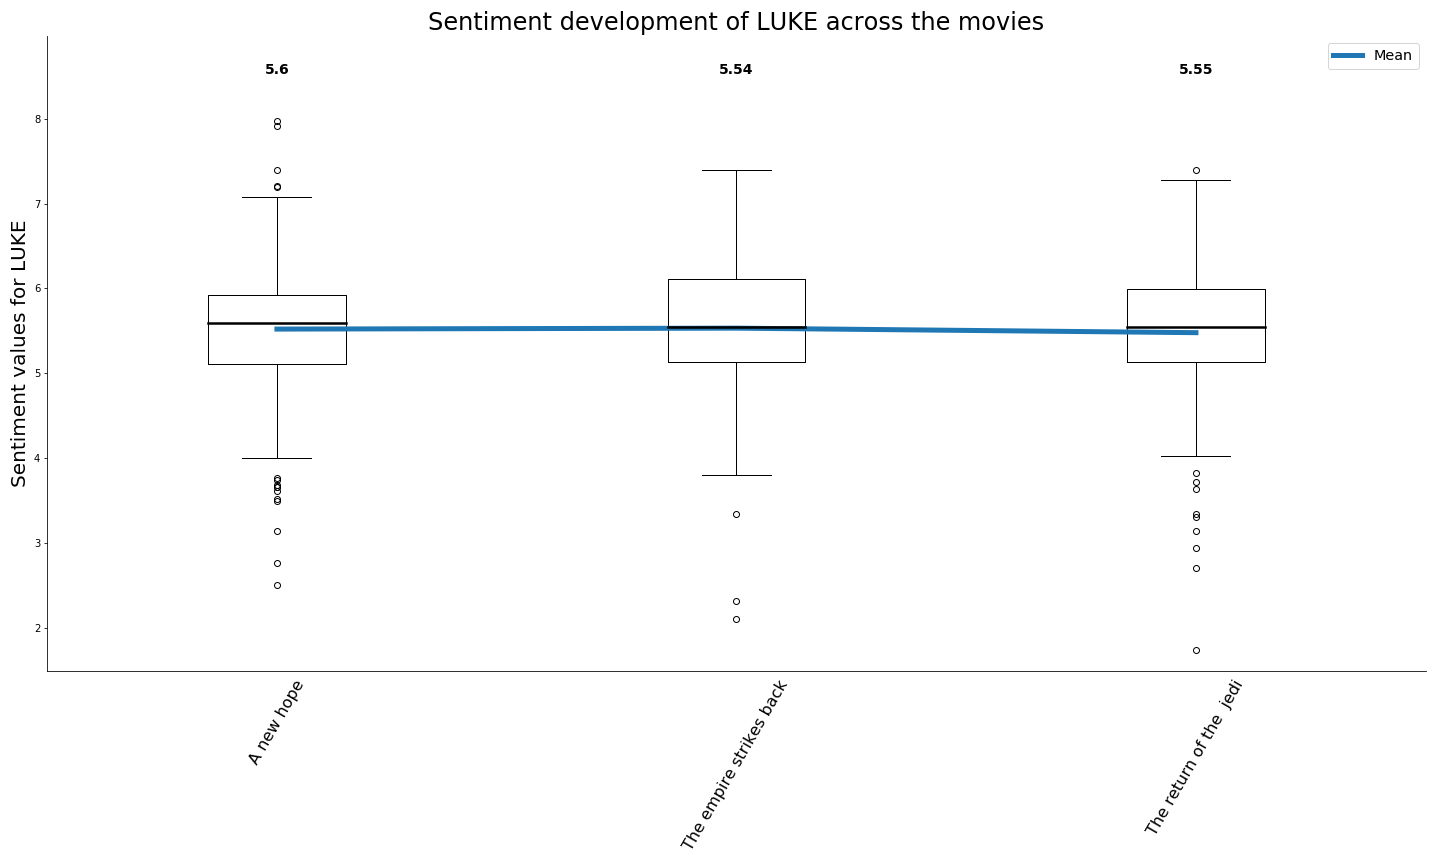 Sentiment development of LUKE across the movies
Mean
5.6 5.54 5.55
Sentiment values for LUKE
8
7
6
5
4
3
2
A new hope
The empire strikes back
The return of the  jedi